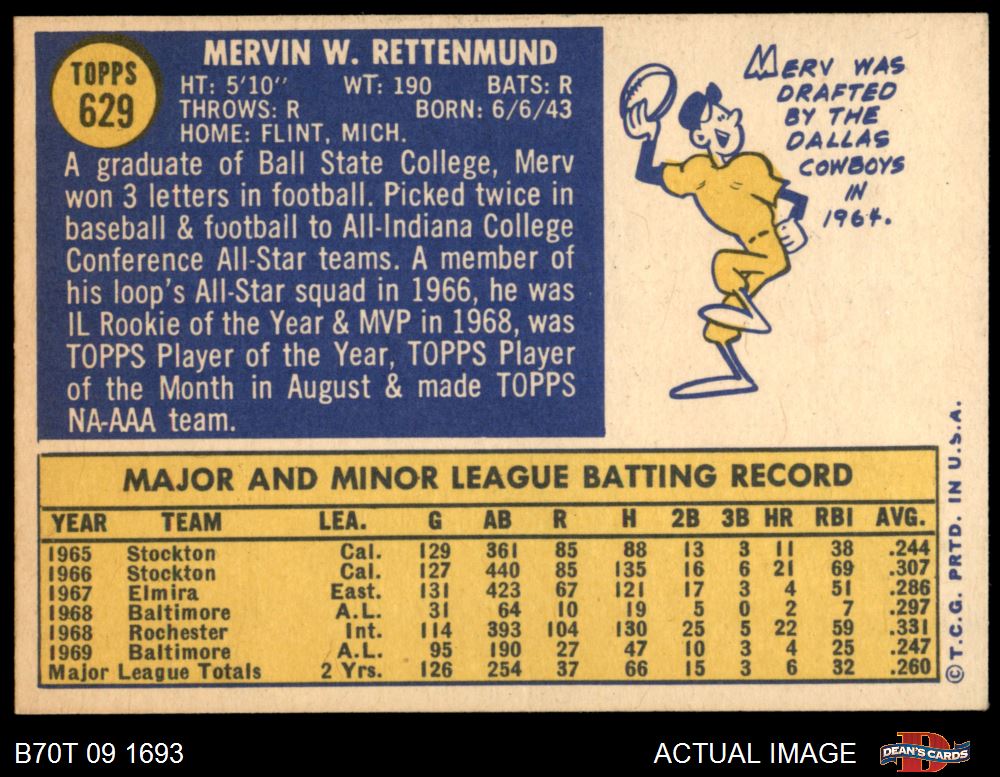 TOPPS
629
MERVIN W. RETTENMUND
HT: 5'10" WT: 190 BATS: R
THROWS: R BORN: 6/6/43
HOME: FLINT, MICH.
A graduate of Ball State College, Merv
won 3 letters in football. Picked twice in
baseball & football to All-Indiana College
Conference All-Star teams. A member of
his loop's All-Star squad in 1966, he was
IL Rookie of the Year & MVP in 1968, was
TOPPS Player of the Year, TOPPS Player
of the Month in August & made TOPPS
NA-AAA team.
MERV WAS
DRAFTED
BY THE
DALLAS
COWBOYS
IN
1964.
MAJOR AND MINOR LEAGUE BATTING RECORD
YEAR TEAM LEA. G AB R H 2B 3B HR RBI AVG.
1965 Stockton Cal. 129 361 85 88 13 3 11 38 .244
1966 Stockton Cal. 127 440 85 135 16 6 21 69 .307
1967 Elmira East. 131 423 67 121 17 3 4 51 .286
1968 Baltimore A.L. 31 64 10 19 5 0 2 7 .297
1968 Rochester Int. 114 393 104 130 25 5 22 59 .331
1969 Baltimore A.L. 95 190 27 47 10 3 4 25 .247
Major League Totals 2 Yrs. 126 254 37 66 15 3 6 32 .260
©T.C.G. PRTD. IN U.S.A.
B70T 09 1693
ACTUAL IMAGE
DEAN'S CARDS